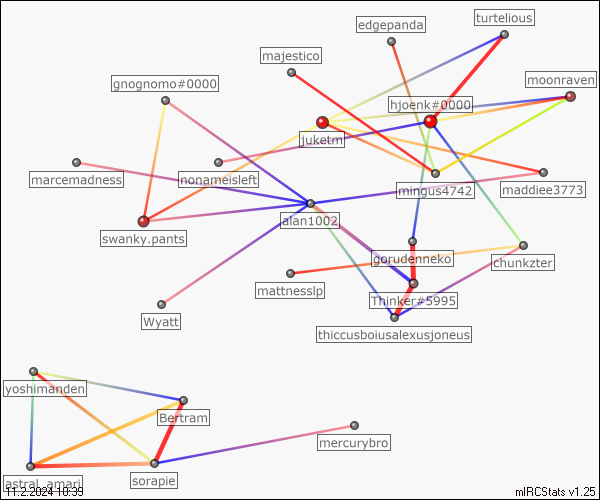 turtelious
edgepanda
majestico
moonraven
gnognomo#0000
hjoenk#0000
juketm
marcemadness
nonameisleft
mingus4742
maddiee3773
alan1002
swanky.pants
gorudenneko
chunkzter
mattnesslp
Thinker#5995
Wyatt
thiccusboiusalexusjoneus
yoshimanden
Bertram
mercurybro
astral_amari
sorapie
11.2.2024 10:39
mIRCStats v1.25